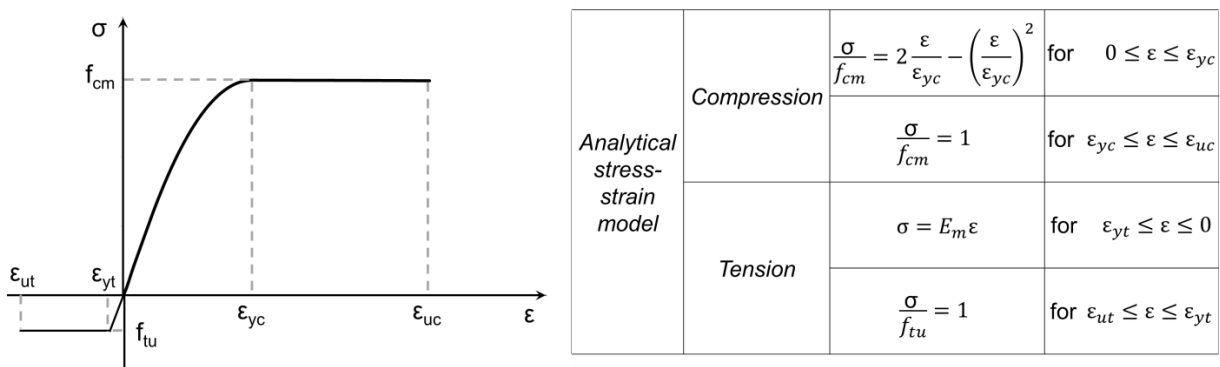 σ
f_cm
ε_ut
ε_yt
f_tu
ε_yc
ε_uc
ε
Analytical
stress-
strain
model
Compression
σ/f_cm = 2 ε/ε_yc − (ε/ε_yc)^2
for 0 ≤ ε ≤ ε_yc
σ/f_cm = 1
for ε_yc ≤ ε ≤ ε_uc
Tension
σ = E_m ε
for ε_yt ≤ ε ≤ 0
σ/f_tu = 1
for ε_ut ≤ ε ≤ ε_yt